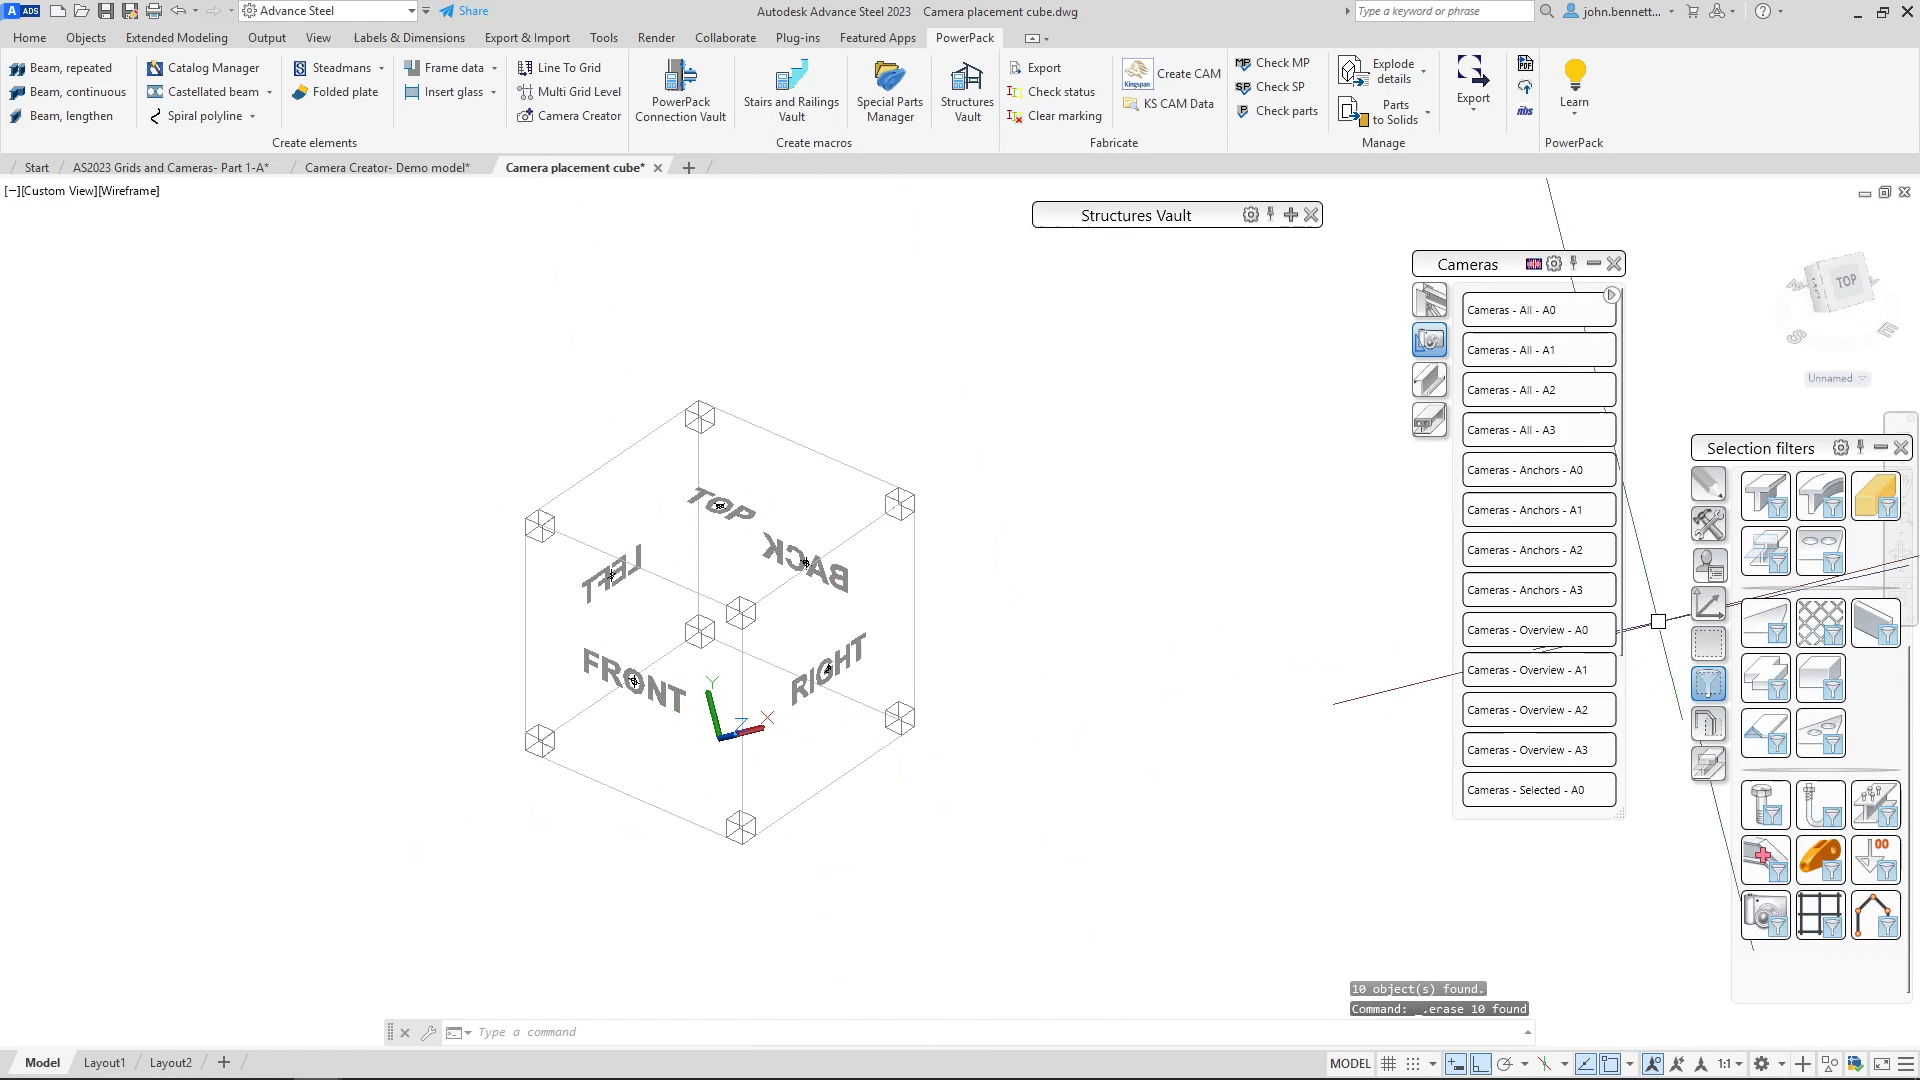 A ADS
Advance Steel
Share
Autodesk Advance Steel 2023 Camera placement cube.dwg
Type a keyword or phrase
john.bennett...
Home
Objects
Extended Modeling
Output
View
Labels & Dimensions
Export & Import
Tools
Render
Collaborate
Plug-ins
Featured Apps
PowerPack
Beam, repeated
Beam, continuous
Beam, lengthen
Catalog Manager
Castellated beam
Spiral polyline
Steadmans
Folded plate
Frame data
Insert glass
Line To Grid
Multi Grid Level
Camera Creator
Create elements
PowerPack
Connection Vault
Stairs and Railings
Vault
Special Parts
Manager
Structures
Vault
Create macros
Export
Check status
Clear marking
Kingspan
Create CAM
KS CAM Data
Fabricate
MP Check MP
SP Check SP
P Check parts
Explode
details
Parts
to Solids
Export
Manage
PDF
nbs
Learn
PowerPack
Start
AS2023 Grids and Cameras- Part 1-A*
Camera Creator- Demo model*
Camera placement cube*
[−][Custom View][Wireframe]
Structures Vault
Cameras
Cameras - All - A0
Cameras - All - A1
Cameras - All - A2
Cameras - All - A3
Cameras - Anchors - A0
Cameras - Anchors - A1
Cameras - Anchors - A2
Cameras - Anchors - A3
Cameras - Overview - A0
Cameras - Overview - A1
Cameras - Overview - A2
Cameras - Overview - A3
Cameras - Selected - A0
TOP
S
E
Unnamed
Selection filters
00
TOP
BACK
LEFT
FRONT
RIGHT
Y
Z
X
10 object(s) found.
Command: _.erase 10 found
Type a command
Model
Layout1
Layout2
MODEL
1:1